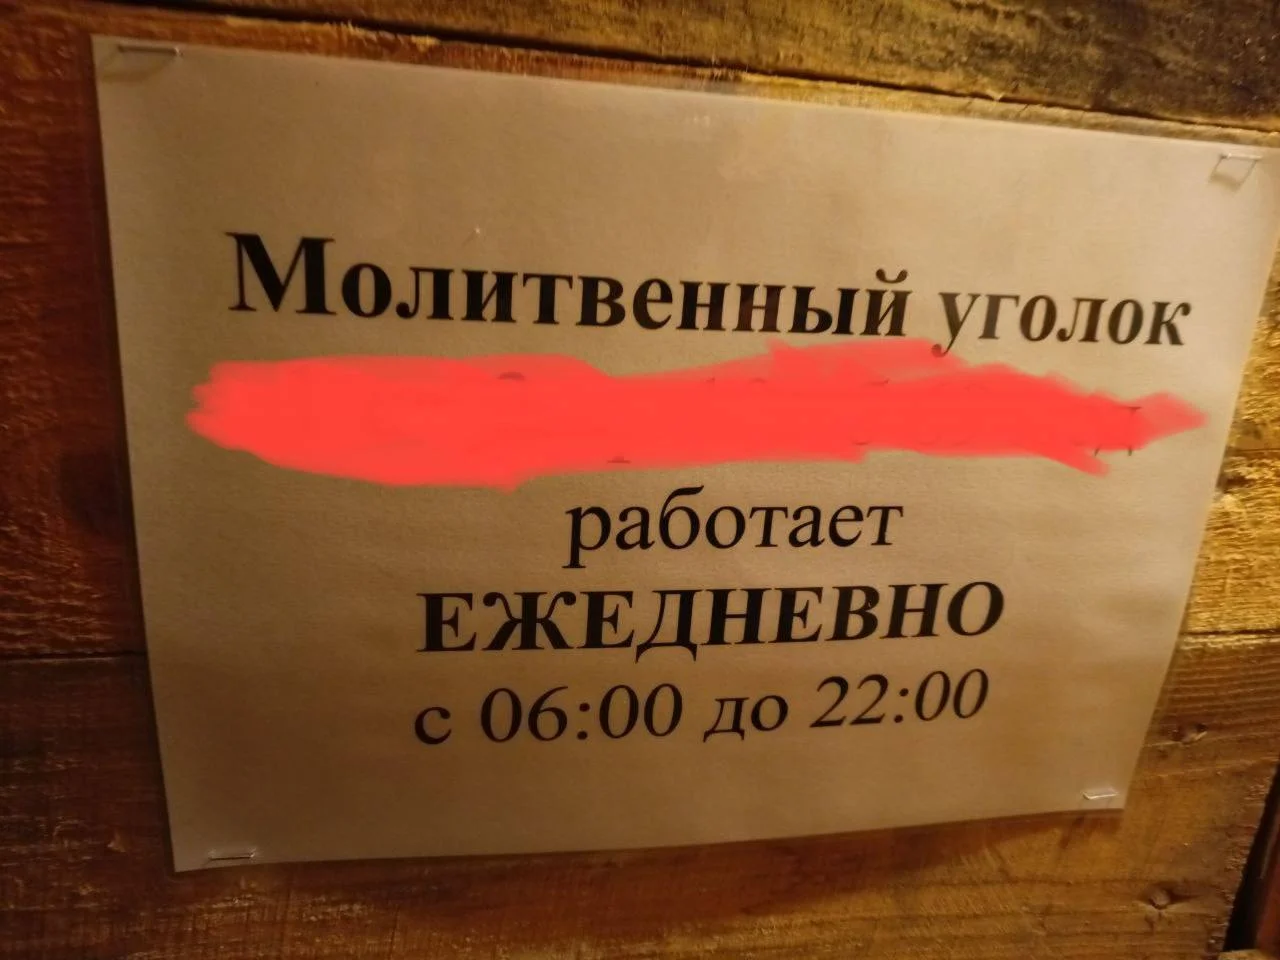 Молитвенный уголок
работает
ЕЖЕДНЕВНО
с 06:00 до 22:00